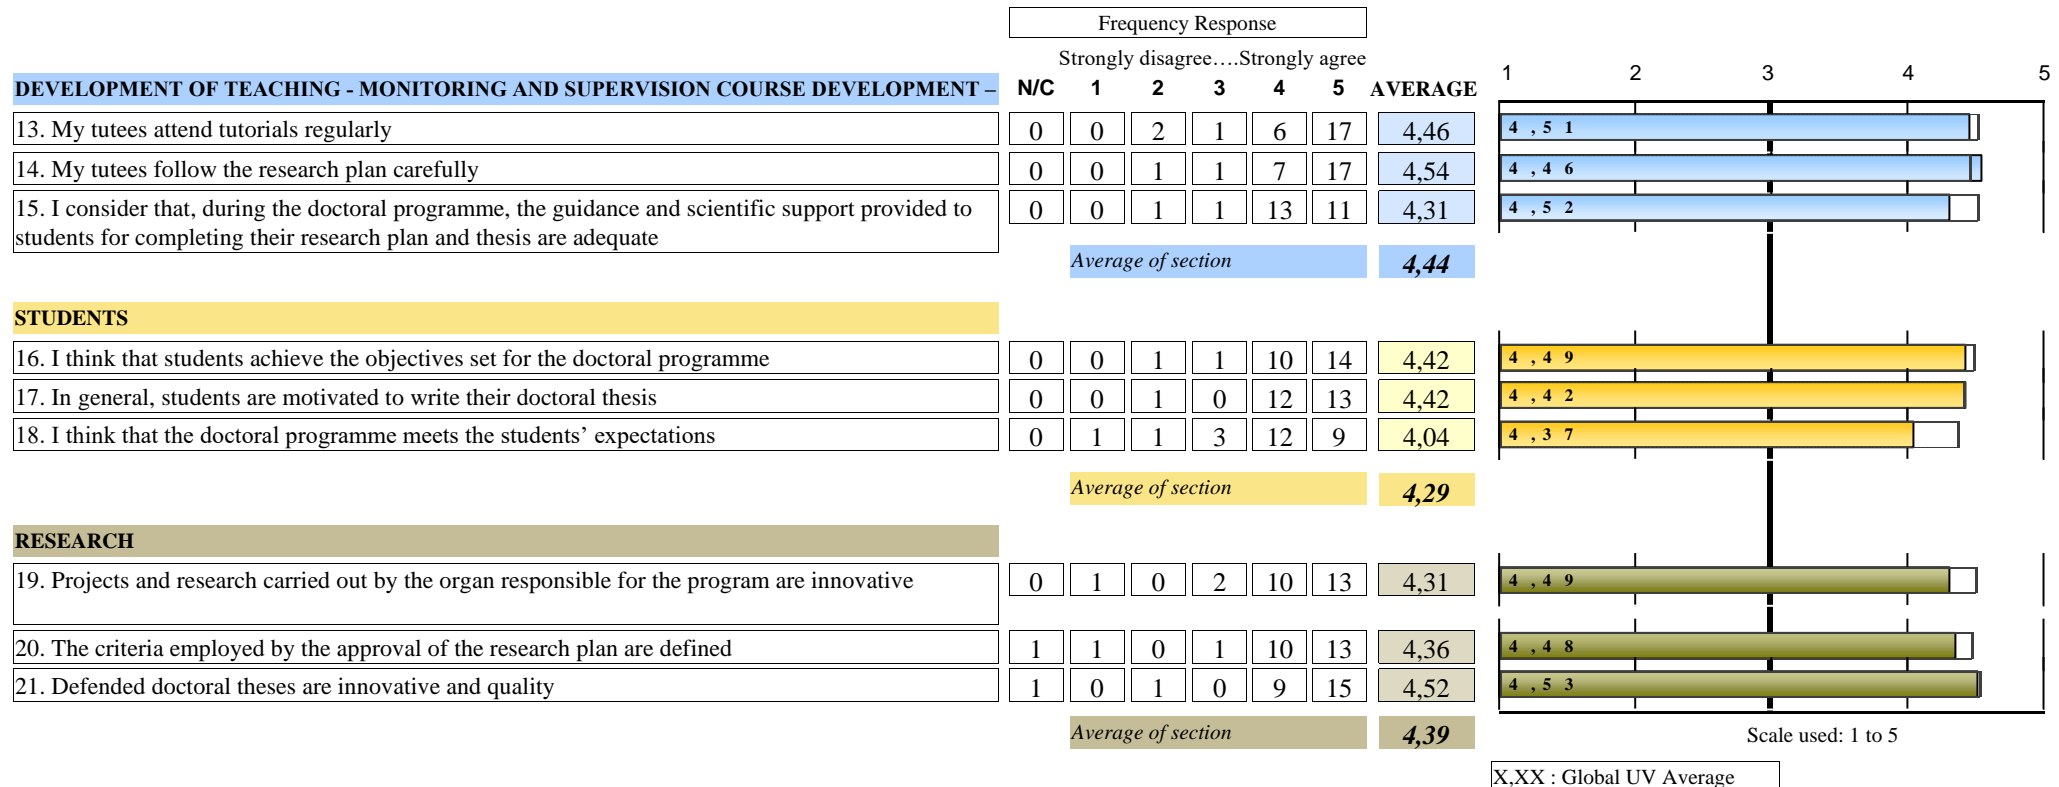 Frequency Response
Strongly disagree….Strongly agree
DEVELOPMENT OF TEACHING - MONITORING AND SUPERVISION COURSE DEVELOPMENT – N/C 1 2 3 4 5 AVERAGE 1 2 3 4 5
13. My tutees attend tutorials regularly 0 0 2 1 6 17 4,46 4,51
14. My tutees follow the research plan carefully 0 0 1 1 7 17 4,54 4,46
15. I consider that, during the doctoral programme, the guidance and scientific support provided to 0 0 1 1 13 11 4,31 4,52
students for completing their research plan and thesis are adequate
Average of section 4,44
STUDENTS
16. I think that students achieve the objectives set for the doctoral programme 0 0 1 1 10 14 4,42 4,49
17. In general, students are motivated to write their doctoral thesis 0 0 1 0 12 13 4,42 4,42
18. I think that the doctoral programme meets the students’ expectations 0 1 1 3 12 9 4,04 4,37
Average of section 4,29
RESEARCH
19. Projects and research carried out by the organ responsible for the program are innovative 0 1 0 2 10 13 4,31 4,49
20. The criteria employed by the approval of the research plan are defined 1 1 0 1 10 13 4,36 4,48
21. Defended doctoral theses are innovative and quality 1 0 1 0 9 15 4,52 4,53
Average of section 4,39
Scale used: 1 to 5
X,XX : Global UV Average